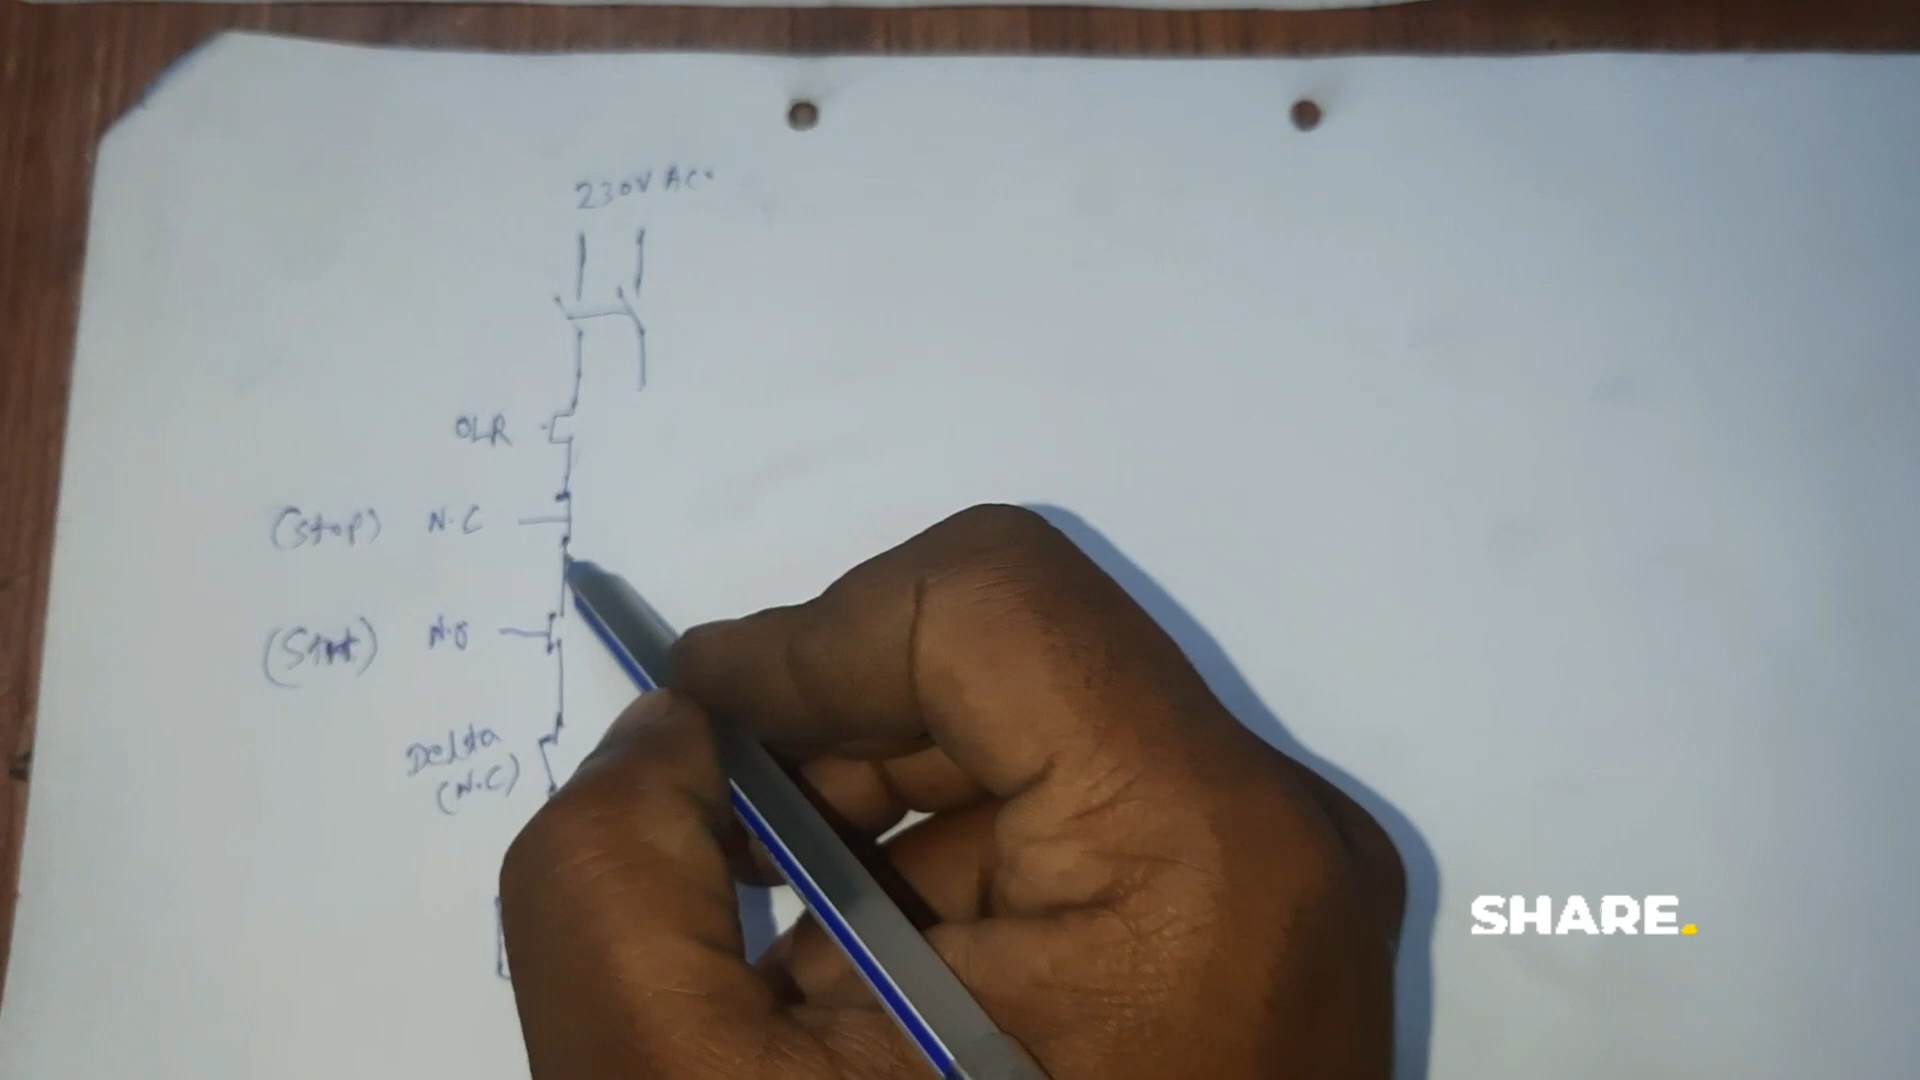 230V AC.
OLR
(Stop) N.C
(Start) N.O
Delta
(N.C)
SHARE.